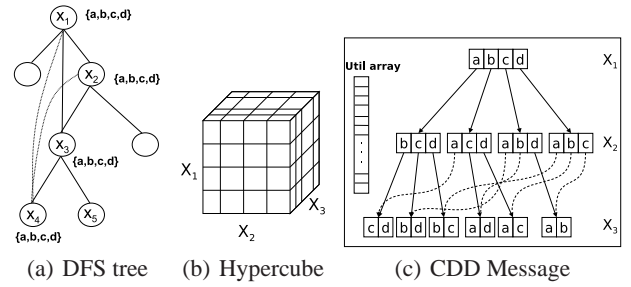 X1 {a,b,c,d}
X2 {a,b,c,d}
X3
{a,b,c,d}
X4 X5
{a,b,c,d}
(a) DFS tree
X1
X2
X3
(b) Hypercube
Util array
a b c d X1
b c d a c d a b d a b c X2
c d b d b c a d a c a b X3
(c) CDD Message